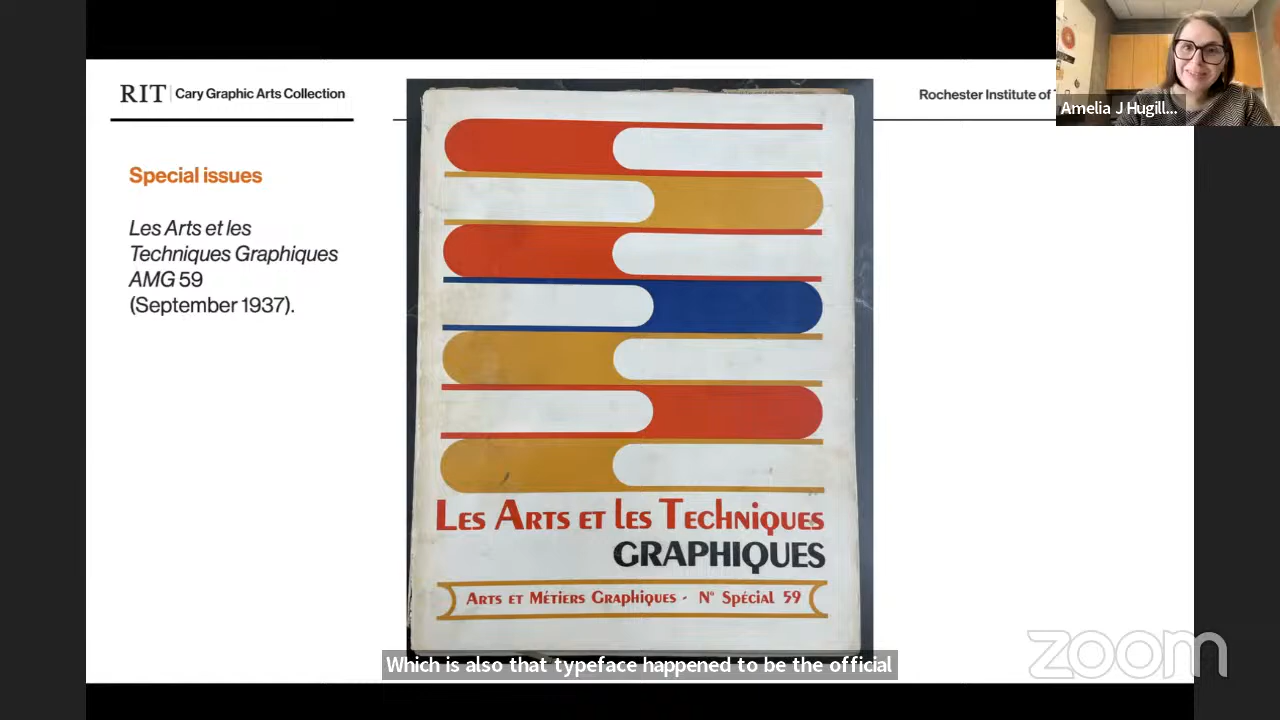 RIT | Cary Graphic Arts Collection
Rochester Institute of
Amelia J Hugill...
Special issues
Les Arts et les
Techniques Graphiques
AMG 59
(September 1937).
Les Arts et les Techniques
GRAPHIQUES
Arts et Métiers Graphiques - N° Spécial 59
Which is also that typeface happened to be the official
zoom